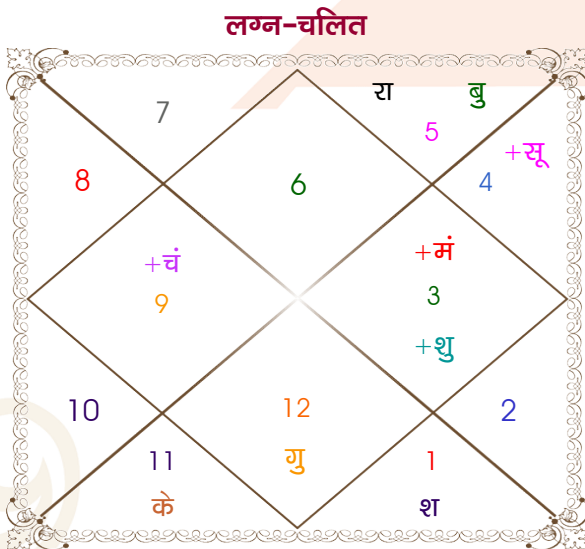 लग्न-चलित
रा बु
7 5
+सू
8 6 4
+चं +मं
9 3
+शु
10 12 2
11 गु 1
के श